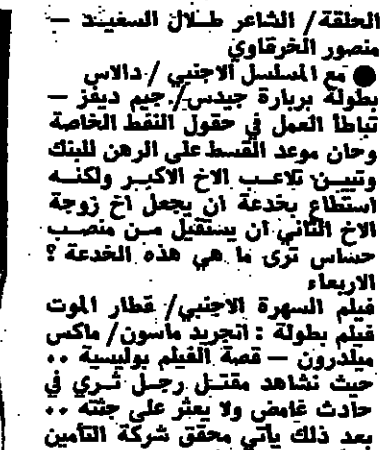 الحلقة/ الشاعر طلال السعيد —
منصور الخرقاوي
● مع المسلسل الاجنبي/ دالاس
بطولة بربارة جيدس/ جيم ديفز —
تباطأ العمل في حقول النفط الخاصة
وحان موعد القسط على الرهن للبنك
وتبين تلاعب الاخ الاكبر ولكنه
استطاع بخدعة ان يجعل اخ زوجة
الاخ الثاني ان يستقيل من منصب
حساس ترى ما هي هذه الخدعة ؟
الاربعاء
فيلم السهرة الاجنبي/ قطار الموت
فيلم بطولة : انجريد ماسون/ ماكس
ميلدرون — قصة الفيلم بوليسية ..
حيث نشاهد مقتل رجل ثري في
حادث غامض ولا يعثر على جثته ..
بعد ذلك ياتي محقق شركة التأمين